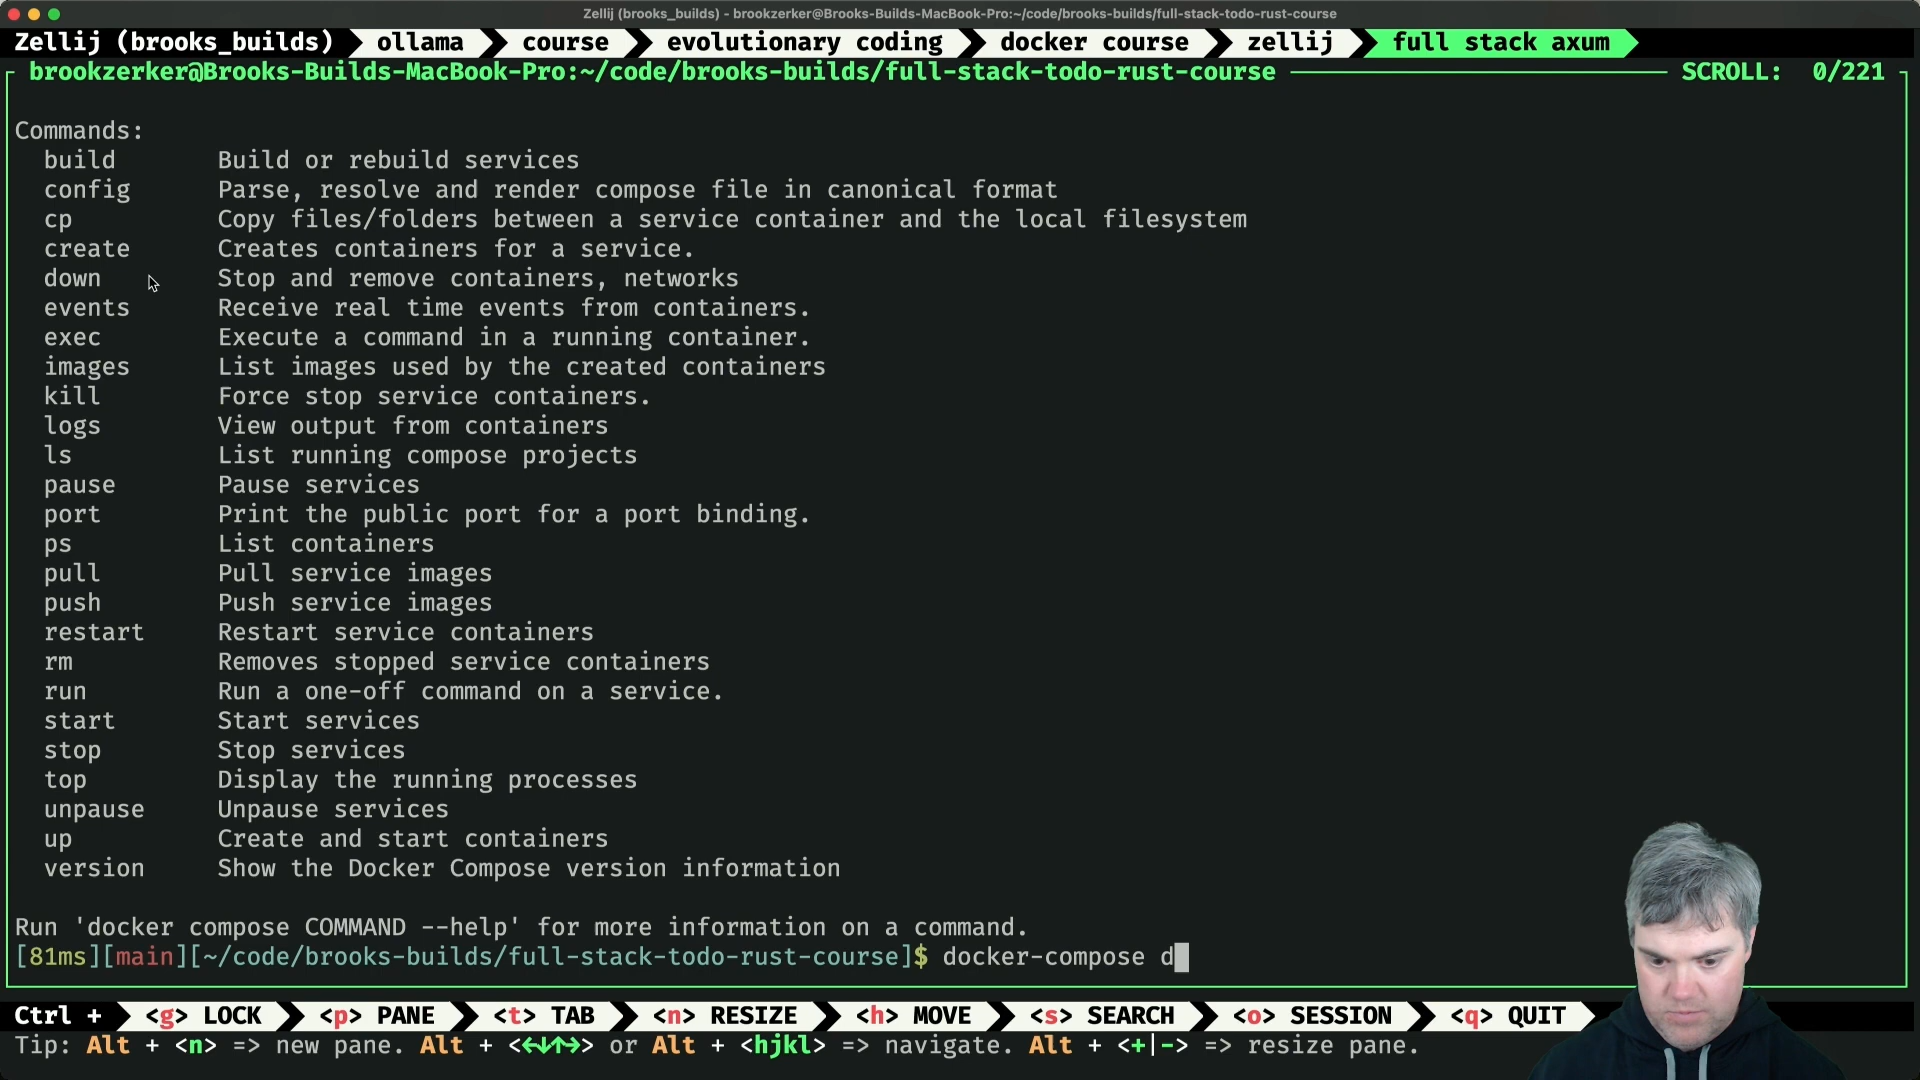 Zellij (brooks_builds) - brookzerker@Brooks-Builds-MacBook-Pro:~/code/brooks-builds/full-stack-todo-rust-course
Zellij (brooks_builds) ollama course evolutionary coding docker course zellij full stack axum
brookzerker@Brooks-Builds-MacBook-Pro:~/code/brooks-builds/full-stack-todo-rust-course SCROLL: 0/221
Commands:
build Build or rebuild services
config Parse, resolve and render compose file in canonical format
cp Copy files/folders between a service container and the local filesystem
create Creates containers for a service.
down Stop and remove containers, networks
events Receive real time events from containers.
exec Execute a command in a running container.
images List images used by the created containers
kill Force stop service containers.
logs View output from containers
ls List running compose projects
pause Pause services
port Print the public port for a port binding.
ps List containers
pull Pull service images
push Push service images
restart Restart service containers
rm Removes stopped service containers
run Run a one-off command on a service.
start Start services
stop Stop services
top Display the running processes
unpause Unpause services
up Create and start containers
version Show the Docker Compose version information
Run 'docker compose COMMAND --help' for more information on a command.
[81ms][main][~/code/brooks-builds/full-stack-todo-rust-course]$ docker-compose d
Ctrl + <g> LOCK <p> PANE <t> TAB <n> RESIZE <h> MOVE <s> SEARCH <o> SESSION <q> QUIT
Tip: Alt + <n> => new pane. Alt + <←↓↑→> or Alt + <hjkl> => navigate. Alt + <+|-> => resize pane.